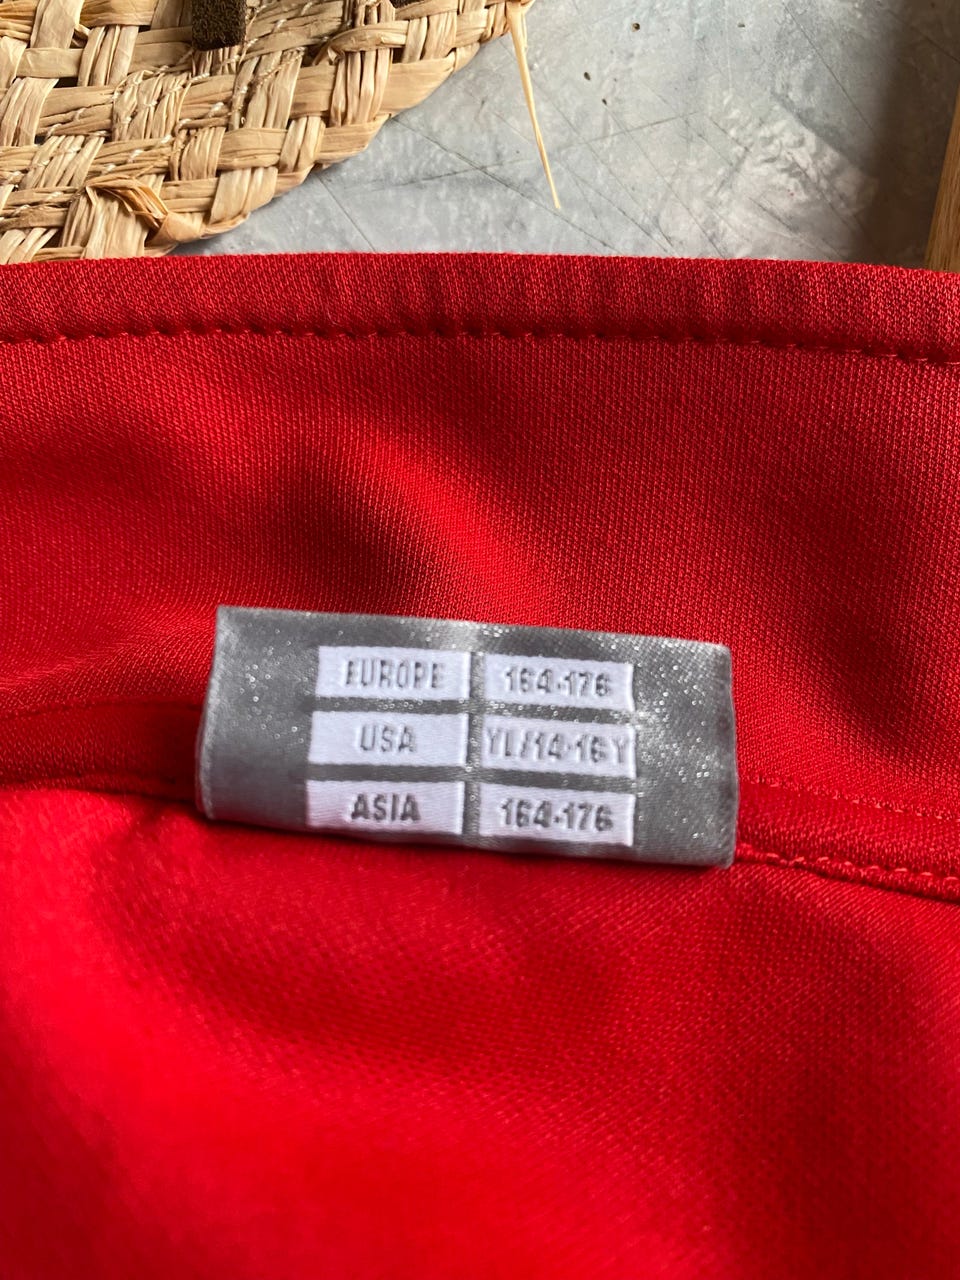 EUROPE 164-176
USA YL/14-16Y
ASIA 164-176